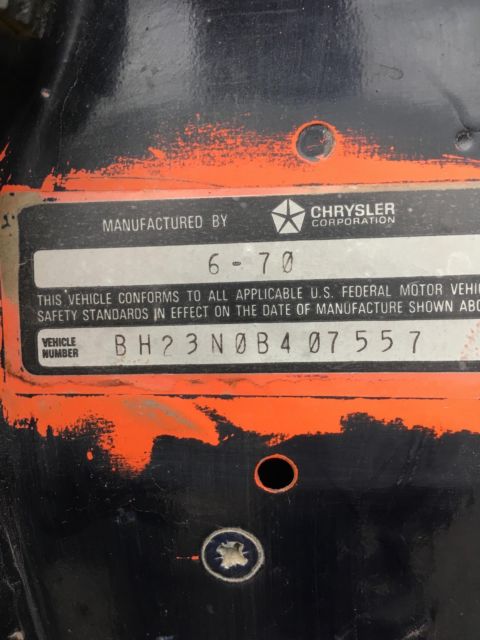 MANUFACTURED BY CHRYSLER CORPORATION
6-70
THIS VEHICLE CONFORMS TO ALL APPLICABLE U.S. FEDERAL MOTOR
SAFETY STANDARDS IN EFFECT ON THE DATE OF MANUFACTURE SHOWN
VEHICLE NUMBER BH23N0B407557